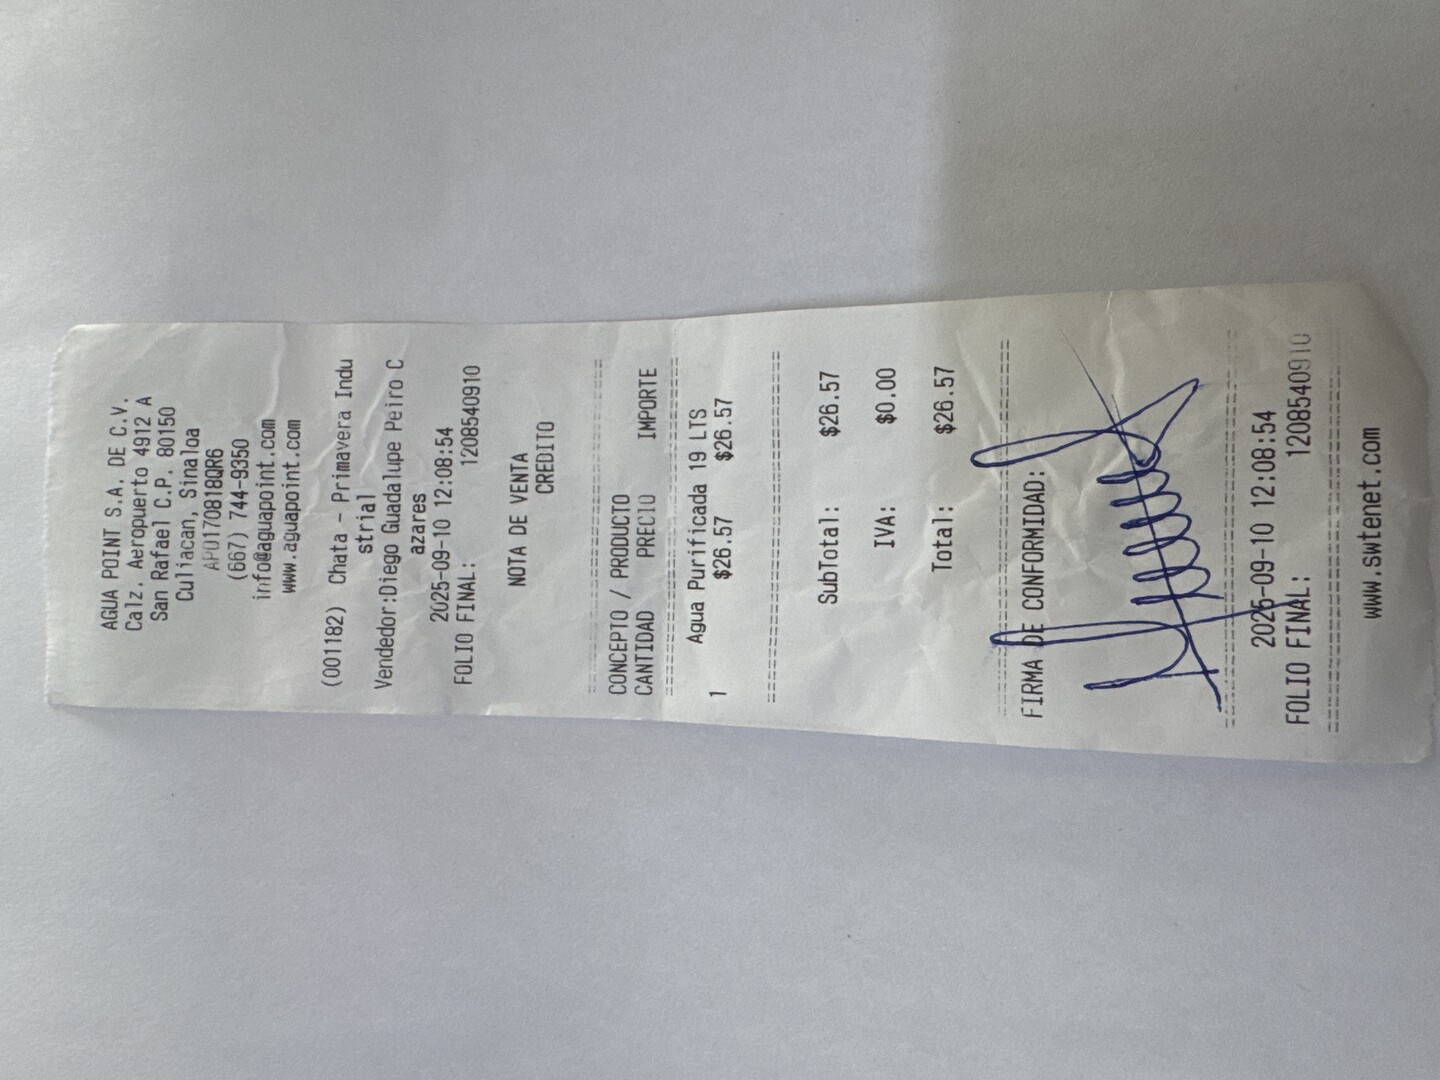 AGUA POINT S.A. DE C.V.
Calz. Aeropuerto 4912 A
San Rafael C.P. 80150
Culiacan, Sinaloa
APO170818QR6
(667) 744-9350
info@aguapoint.com
www.aguapoint.com
(001182) Chata - Primavera Indu
strial
Vendedor:Diego Guadalupe Peiro C
azares
2025-09-10 12:08:54
FOLIO FINAL: 1208540910
NOTA DE VENTA
CREDITO
CONCEPTO / PRODUCTO
CANTIDAD PRECIO IMPORTE
Agua Purificada 19 LTS
1 $26.57 $26.57
SubTotal: $26.57
IVA: $0.00
Total: $26.57
FIRMA DE CONFORMIDAD:
2025-09-10 12:08:54
FOLIO FINAL: 1208540910
www.swtenet.com